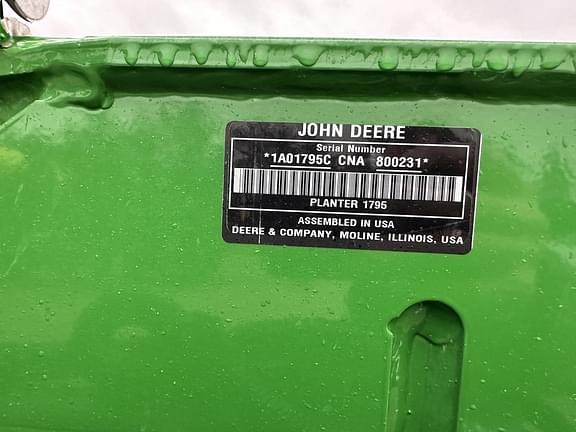 JOHN DEERE
Serial Number
*1A01795C CNA 800231*
PLANTER 1795
ASSEMBLED IN USA
DEERE & COMPANY, MOLINE, ILLINOIS, USA